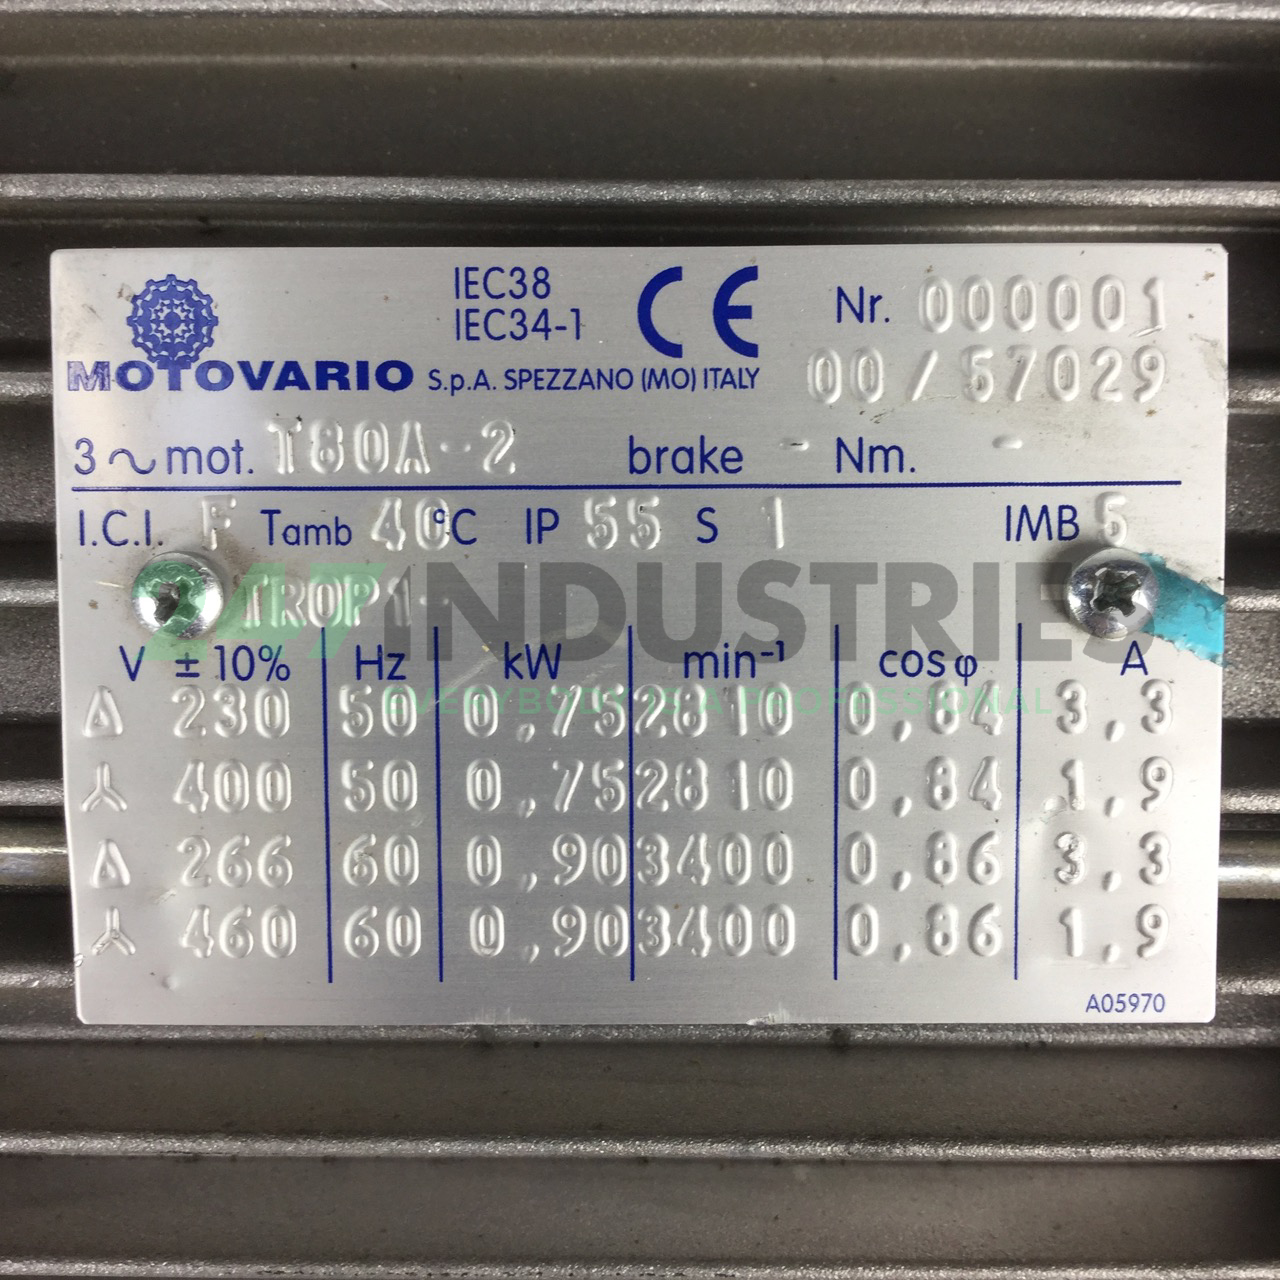 IEC38
IEC34-1
CE
Nr. 000001
MOTOVARIO S.p.A. SPEZZANO (MO) ITALY
00/57029
3~mot. T80A-2 brake - Nm. -
I.C.I. F Tamb 40°C IP 55 S 1 IMB 5
TROP1
INDUSTRIES
V ±10% Hz kW min-1 cosφ A
EVERYBODY IS A PROFESSIONAL
Δ 230 50 0,75 2810 0,84 3,3
⅄ 400 50 0,75 2810 0,84 1,9
Δ 266 60 0,90 3400 0,86 3,3
⅄ 460 60 0,90 3400 0,86 1,9
A05970